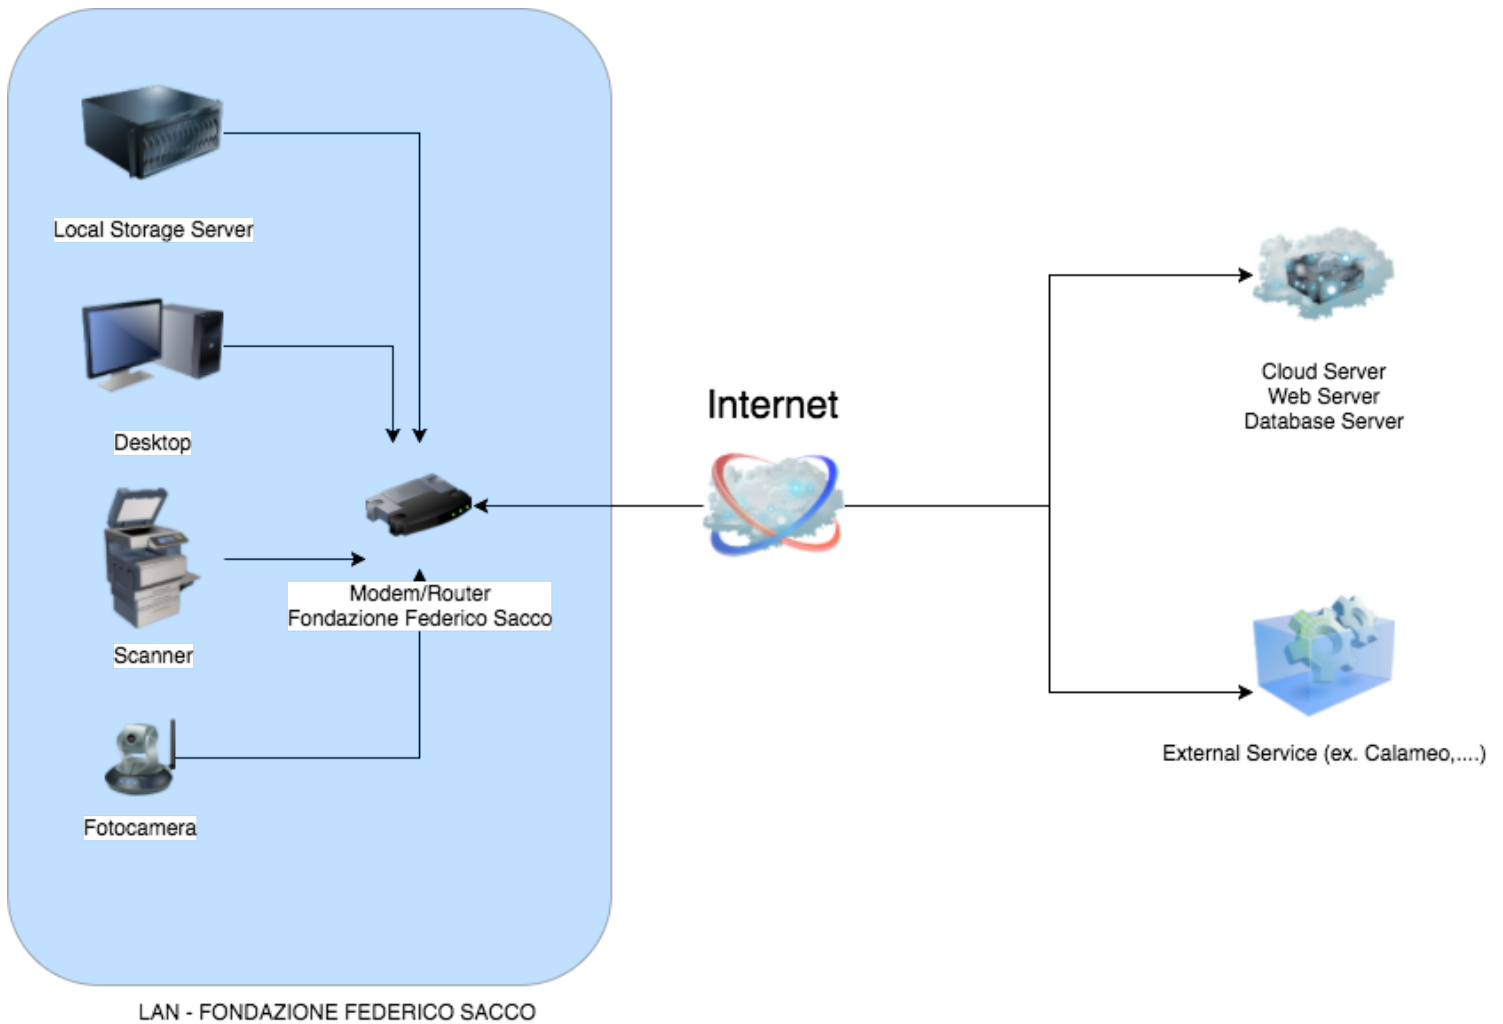 Local Storage Server
Desktop
Scanner
Fotocamera
Modem/Router
Fondazione Federico Sacco
LAN - FONDAZIONE FEDERICO SACCO
Internet
Cloud Server
Web Server
Database Server
External Service (ex. Calameo,....)